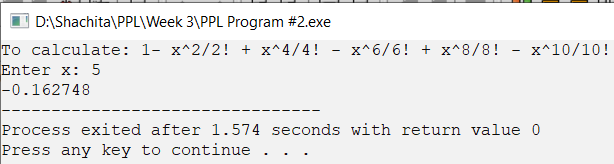 D:\Shachita\PPL\Week 3\PPL Program #2.exe
To calculate: 1- x^2/2! + x^4/4! - x^6/6! + x^8/8! - x^10/10!
Enter x: 5
-0.162748
--------------------------------
Process exited after 1.574 seconds with return value 0
Press any key to continue . . .